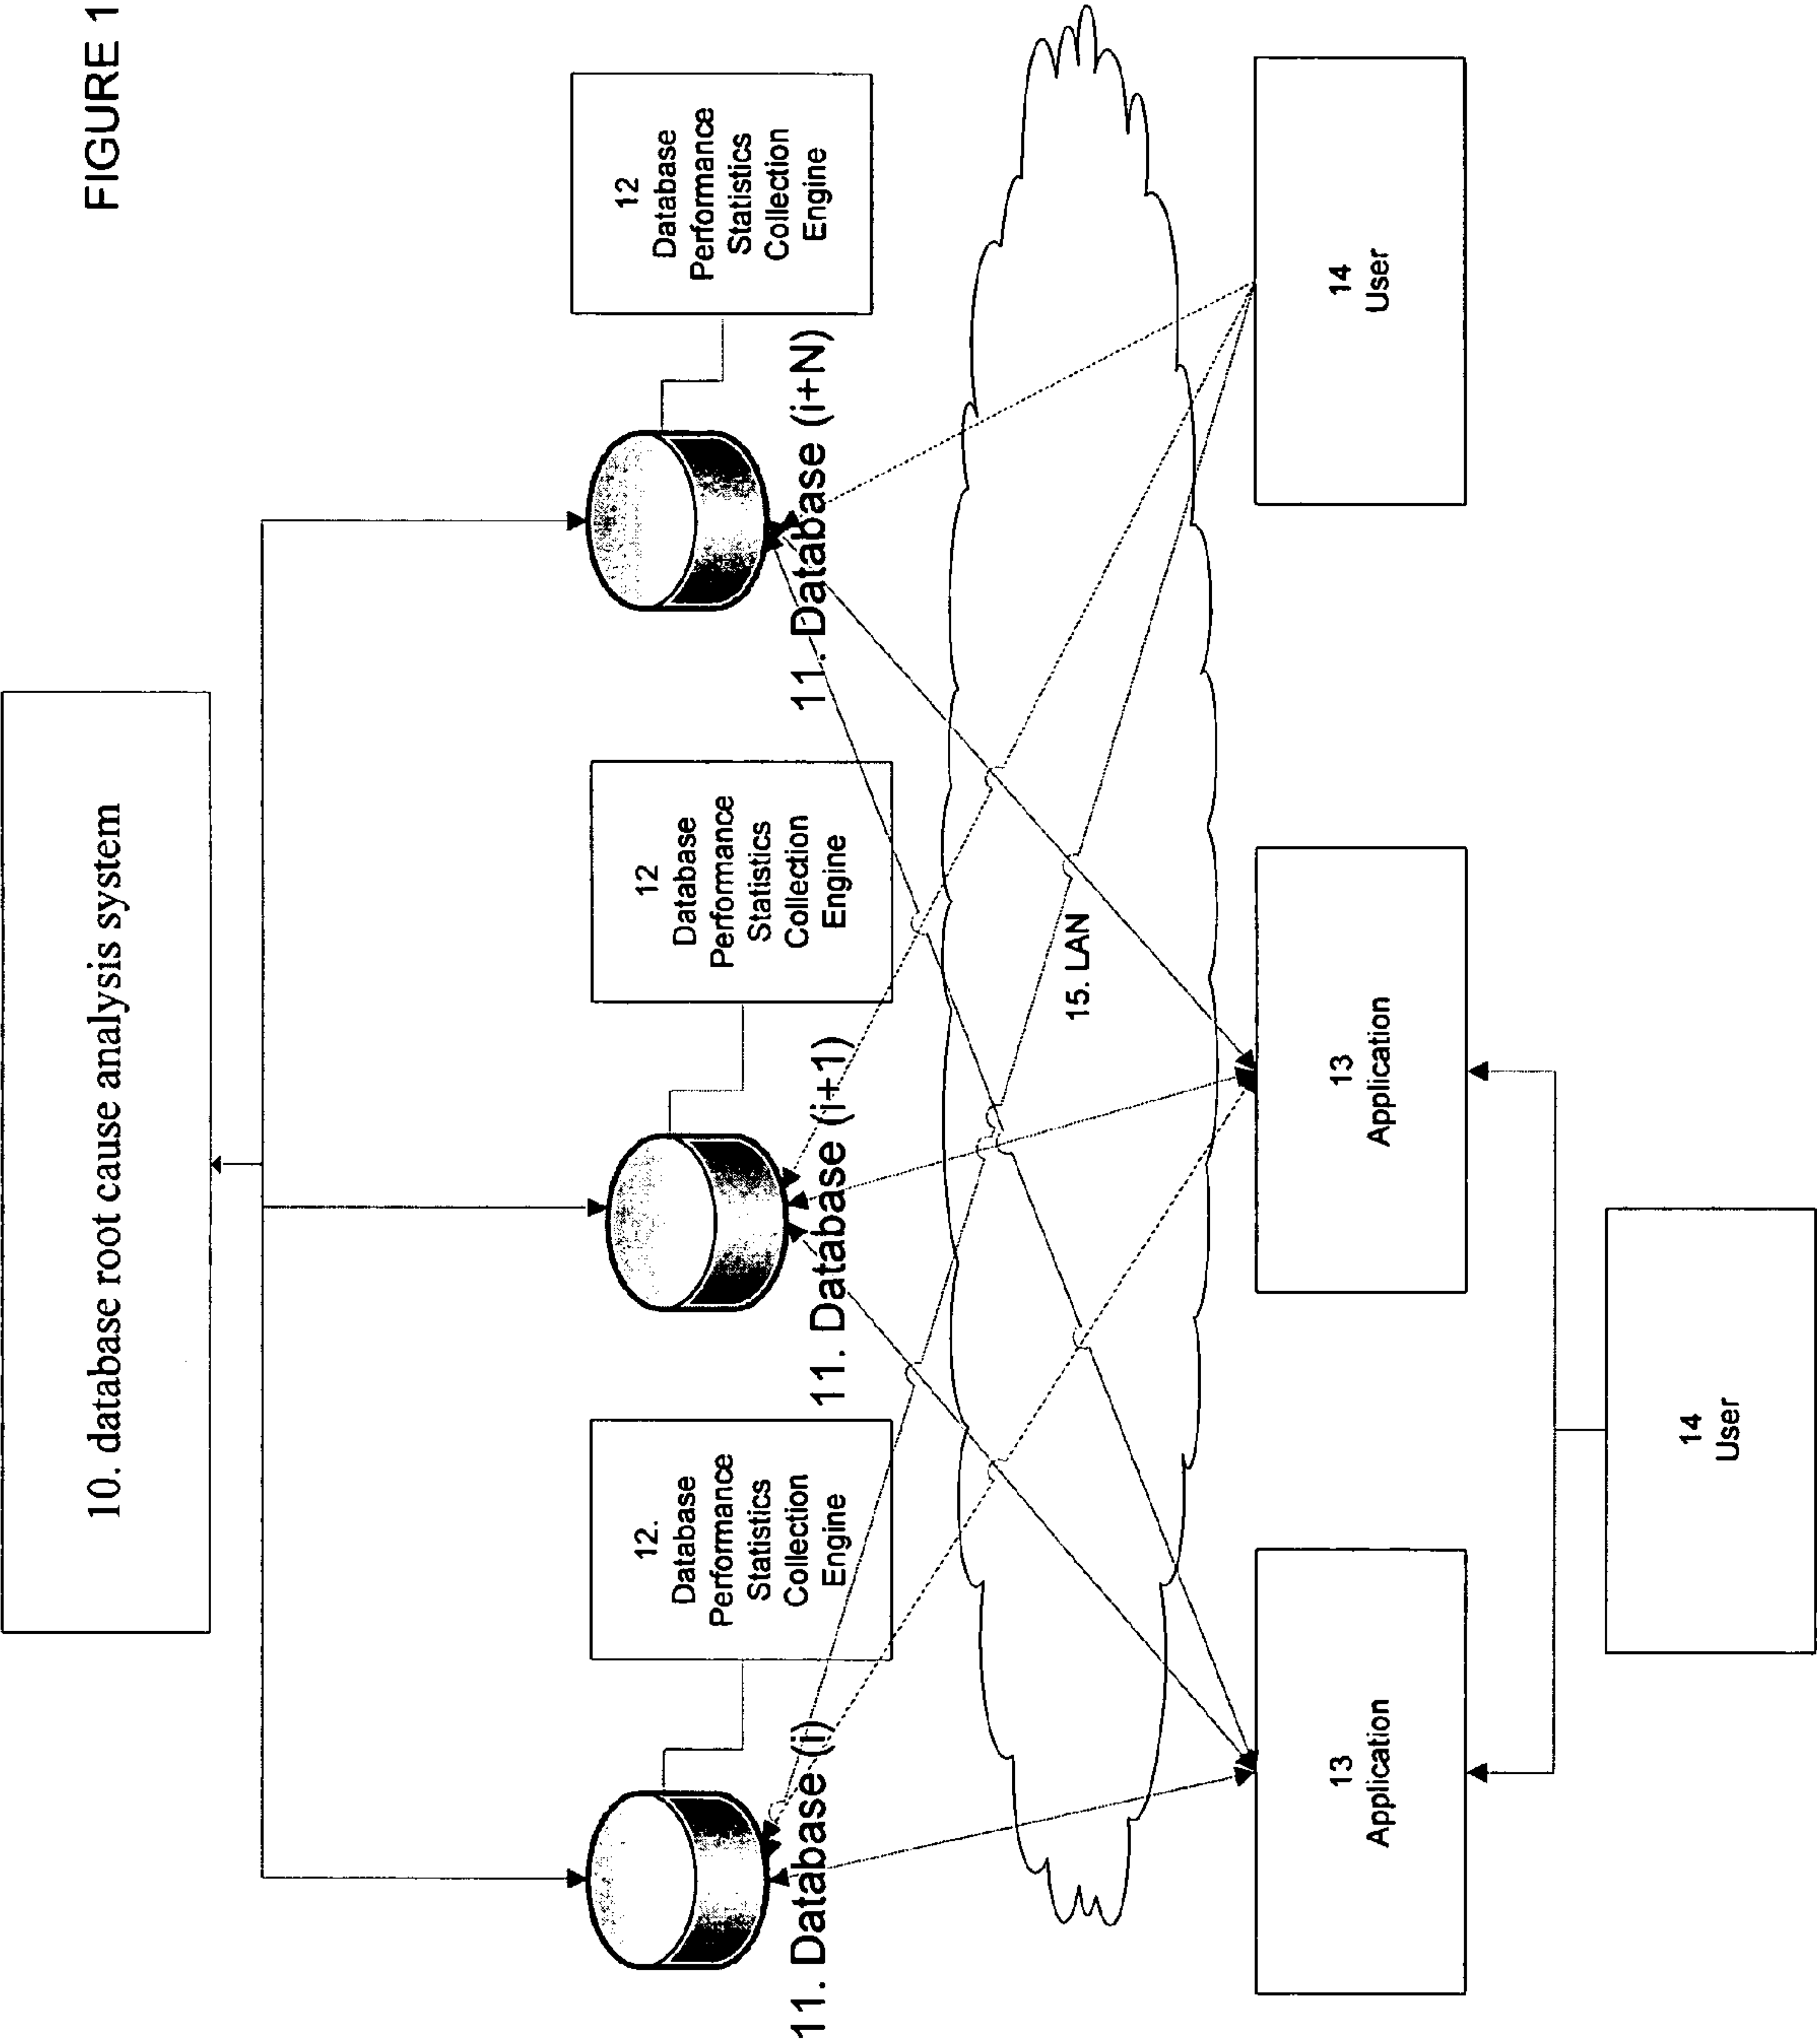 FIGURE 1
10. database root cause analysis system
12.
Database
Performance
Statistics
Collection
Engine
12
Database
Performance
Statistics
Collection
Engine
12
Database
Performance
Statistics
Collection
Engine
11. Database (i)
11. Database (i+1)
11. Database (i+N)
15. LAN
13
Application
13
Application
14
User
14
User